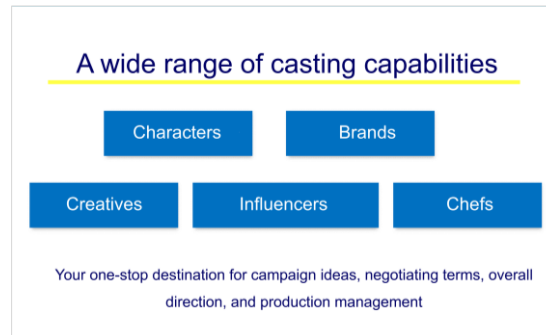 A wide range of casting capabilities
Characters
Brands
Creatives
Influencers
Chefs
Your one-stop destination for campaign ideas, negotiating terms, overall
direction, and production management